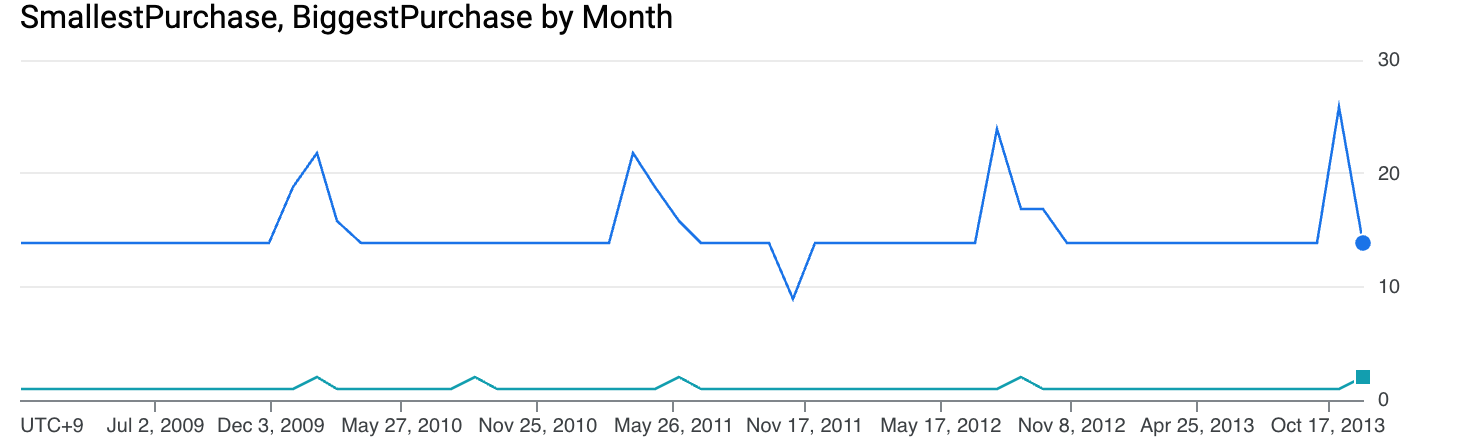 SmallestPurchase, BiggestPurchase by Month
30
20
10
0
UTC+9 Jul 2, 2009 Dec 3, 2009 May 27, 2010 Nov 25, 2010 May 26, 2011 Nov 17, 2011 May 17, 2012 Nov 8, 2012 Apr 25, 2013 Oct 17, 2013